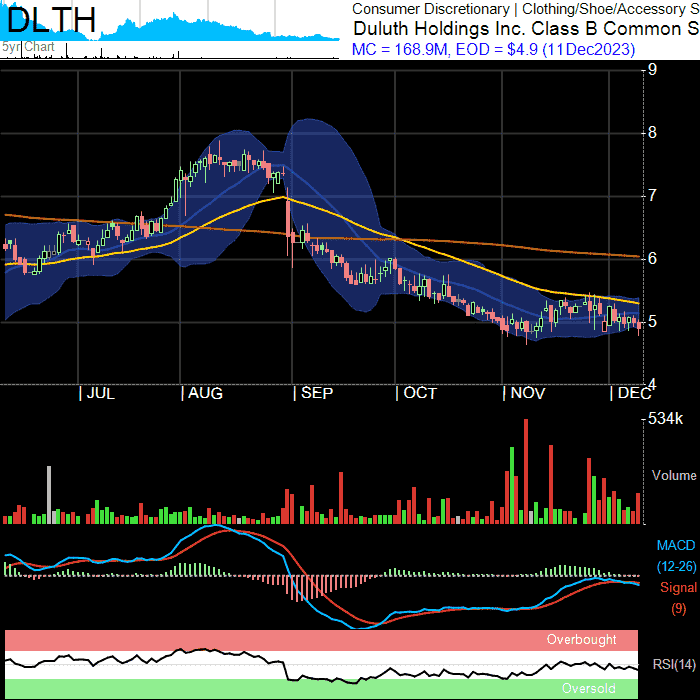 DLTH
5yr Chart
Consumer Discretionary | Clothing/Shoe/Accessory S
Duluth Holdings Inc. Class B Common S
MC = 168.9M, EOD = $4.9 (11Dec2023)
9
8
7
6
5
4
JUL AUG SEP OCT NOV DEC
534k
Volume
MACD
(12-26)
Signal
(9)
Overbought
RSI(14)
Oversold